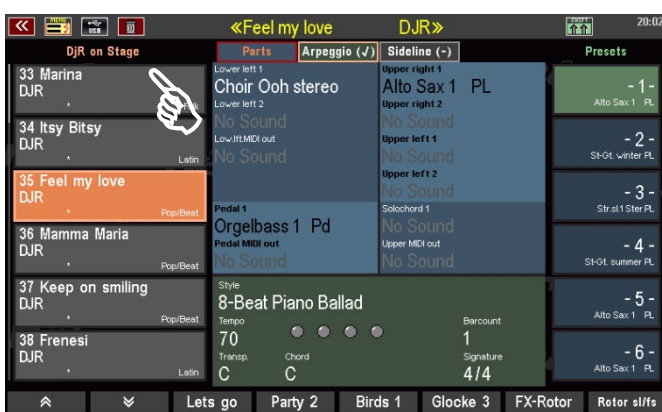 MENU
USB
«Feel my love DJR»
SHIFT
20:02
DjR on Stage
Parts
Arpeggio (√)
Sideline (-)
Presets
33 Marina
DJR
*
34 Itsy Bitsy
DJR
*
Latin
35 Feel my love
DJR
*
Pop/Beat
36 Mamma Maria
DJR
*
Pop/Beat
37 Keep on smiling
DJR
*
Pop/Beat
38 Frenesi
DJR
*
Latin
Lower left 1
Choir Ooh stereo
Lower left 2
No Sound
Low.lft.MIDI out
No Sound
Pedal 1
Orgelbass 1 Pd
Pedal MIDI out
No Sound
Upper right 1
Alto Sax 1 PL
Upper right 2
No Sound
Upper left 1
No Sound
Upper left 2
No Sound
Solochord 1
No Sound
Upper MIDI out
No Sound
Style
8-Beat Piano Ballad
Tempo
70
Barcount
1
Transp.
C
Chord
C
Signature
4/4
- 1 -
Alto Sax 1 PL
- 2 -
St-Gt. winter PL
- 3 -
Str.sl.1 Ster.PL
- 4 -
St-Gt. summer PL
- 5 -
Alto Sax 1 PL
- 6 -
Alto Sax 1 PL
Lets go Party 2 Birds 1 Glocke 3 FX-Rotor Rotor sl/fs